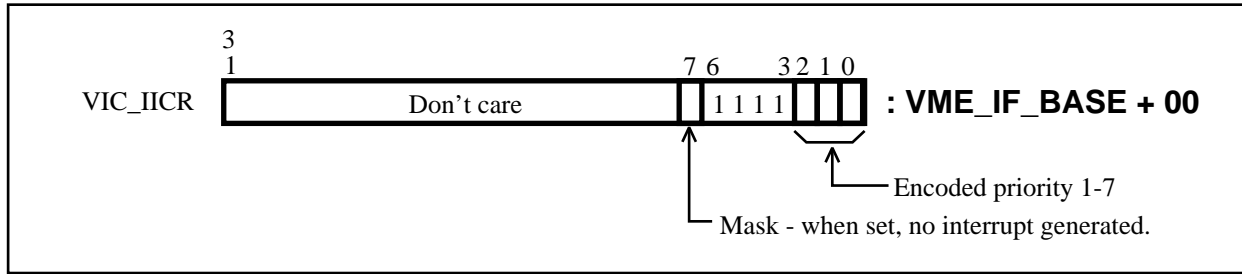 3
1 7 6 3 2 1 0
VIC_IICR Don't care 1 1 1 1 : VME_IF_BASE + 00
Encoded priority 1-7
Mask - when set, no interrupt generated.